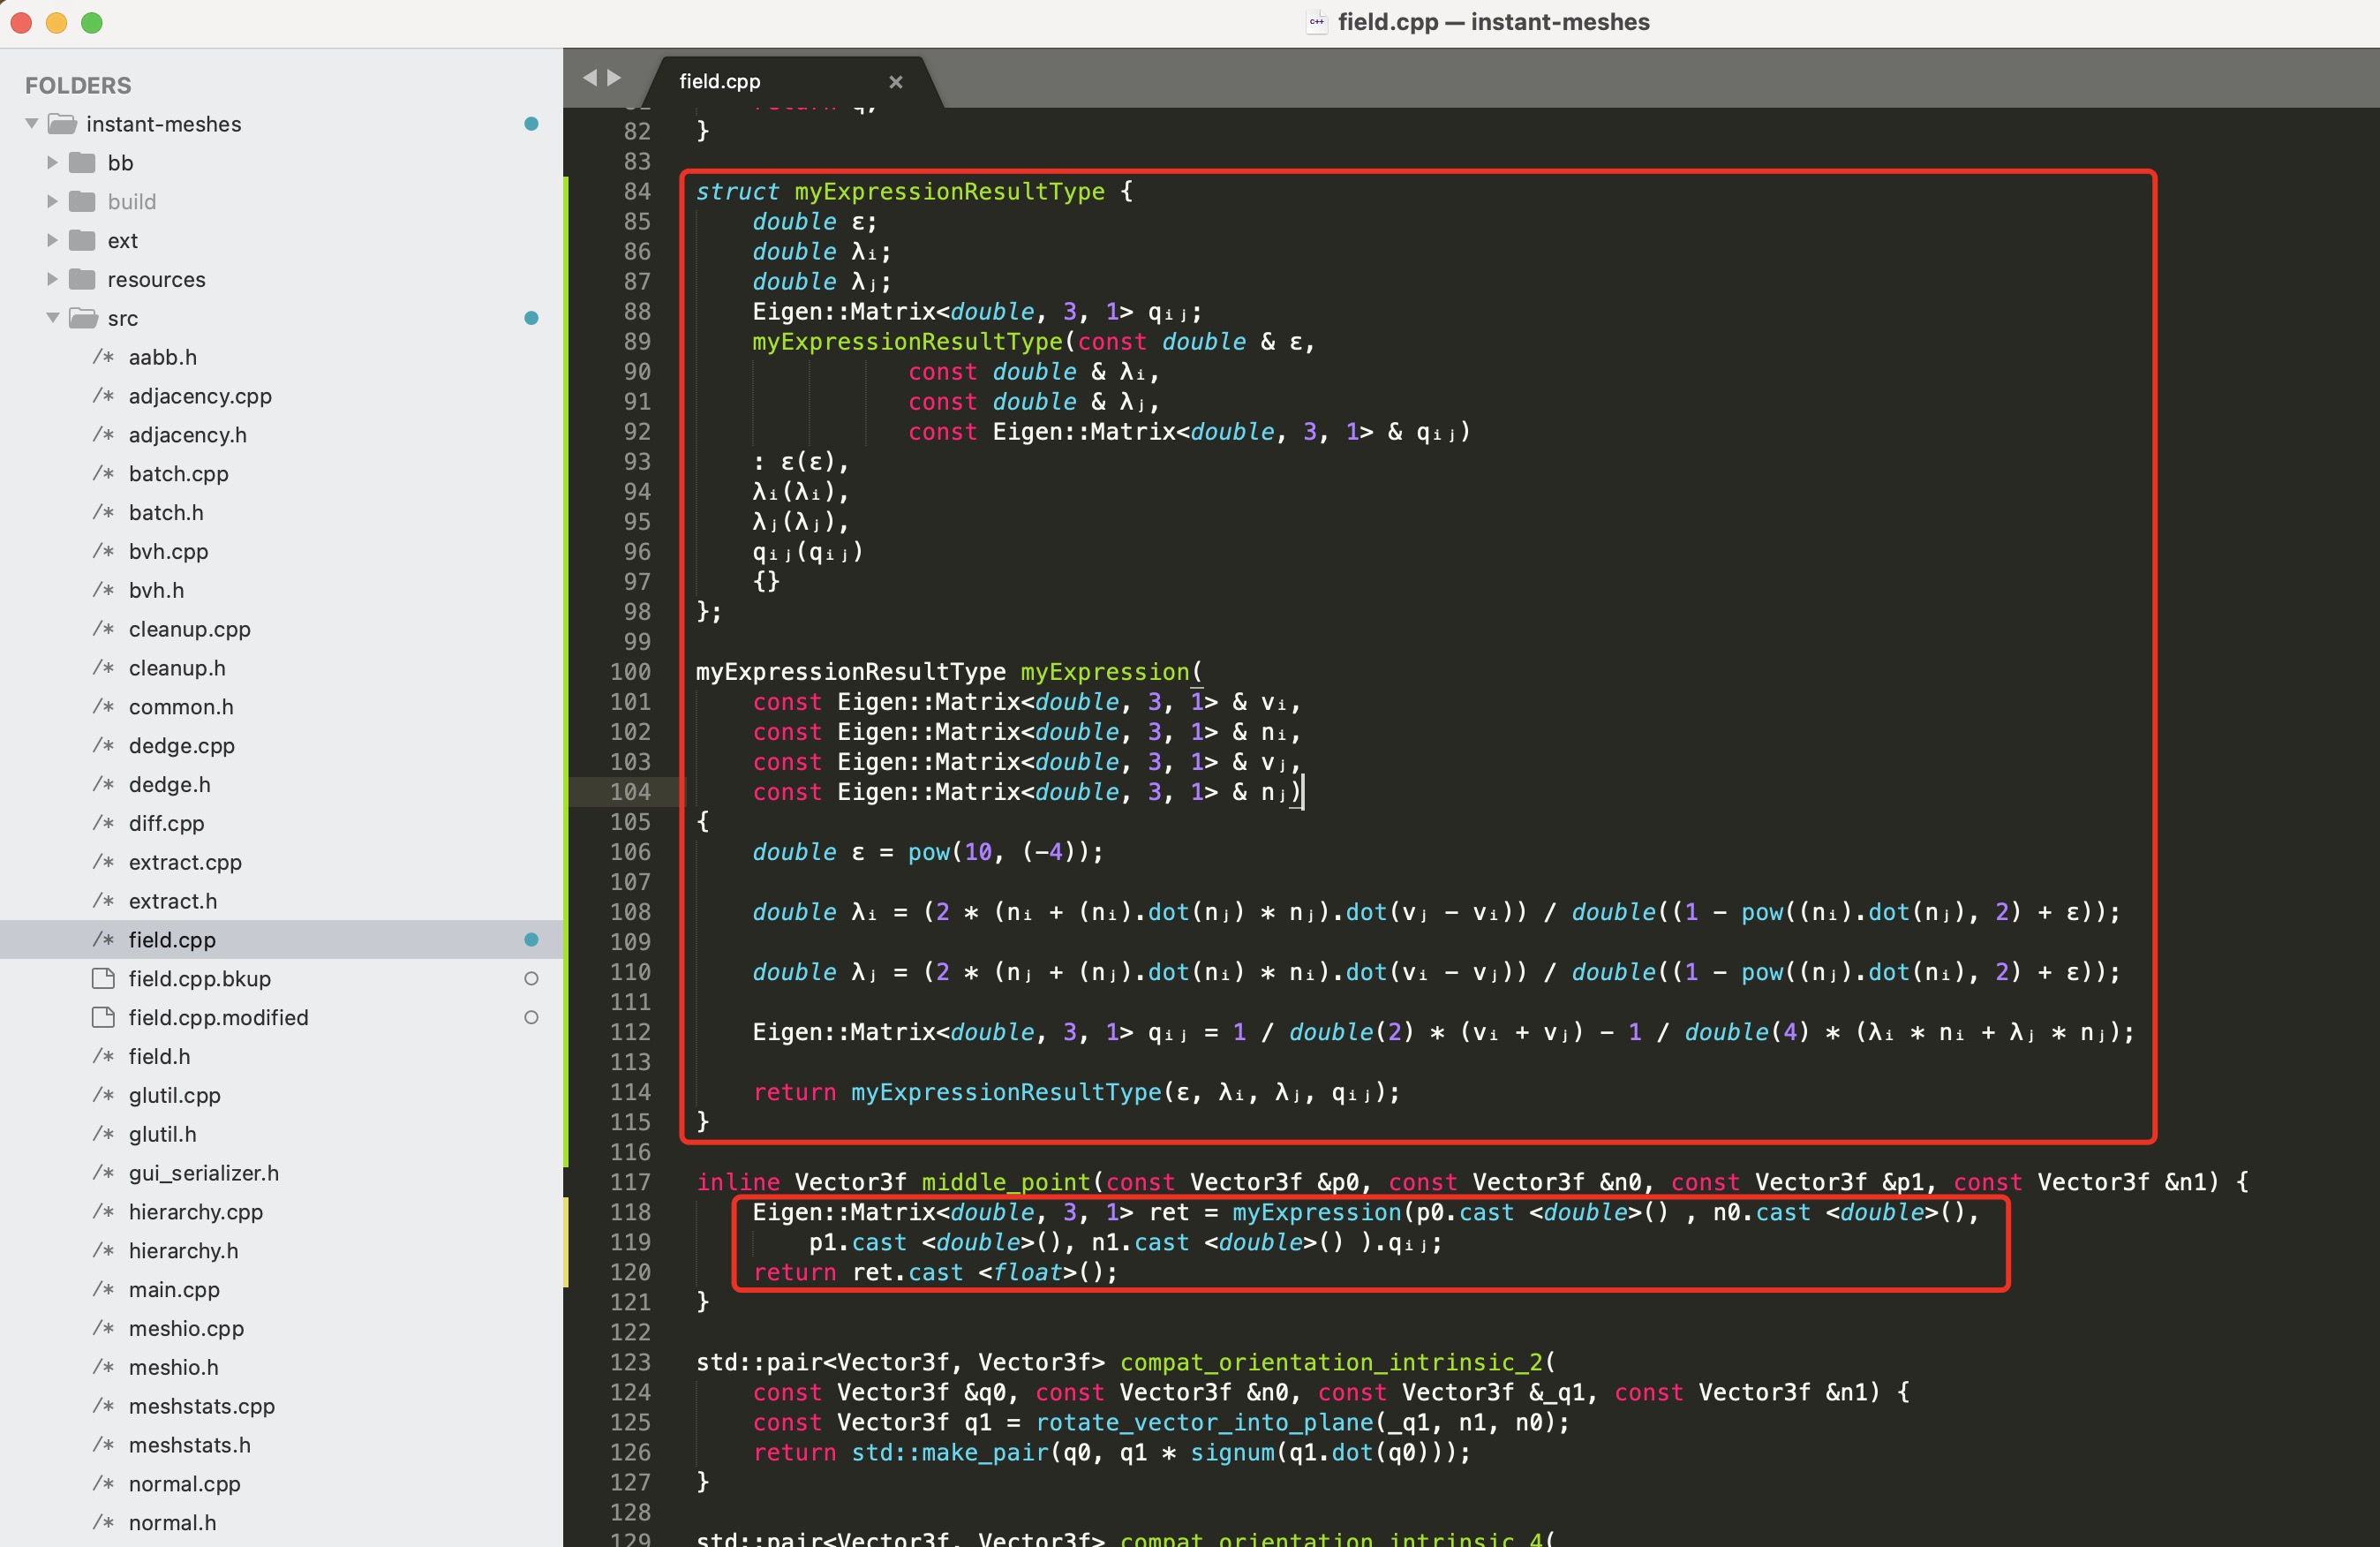 field.cpp — instant-meshes
FOLDERS
instant-meshes
bb
build
ext
resources
src
/* aabb.h
/* adjacency.cpp
/* adjacency.h
/* batch.cpp
/* batch.h
/* bvh.cpp
/* bvh.h
/* cleanup.cpp
/* cleanup.h
/* common.h
/* dedge.cpp
/* dedge.h
/* diff.cpp
/* extract.cpp
/* extract.h
/* field.cpp
field.cpp.bkup
field.cpp.modified
/* field.h
/* glutil.cpp
/* glutil.h
/* gui_serializer.h
/* hierarchy.cpp
/* hierarchy.h
/* main.cpp
/* meshio.cpp
/* meshio.h
/* meshstats.cpp
/* meshstats.h
/* normal.cpp
/* normal.h
field.cpp ×
82 }
83
84 struct myExpressionResultType {
85 double ε;
86 double λᵢ;
87 double λⱼ;
88 Eigen::Matrix<double, 3, 1> qᵢⱼ;
89 myExpressionResultType(const double & ε,
90 const double & λᵢ,
91 const double & λⱼ,
92 const Eigen::Matrix<double, 3, 1> & qᵢⱼ)
93 : ε(ε),
94 λᵢ(λᵢ),
95 λⱼ(λⱼ),
96 qᵢⱼ(qᵢⱼ)
97 {}
98 };
99
100 myExpressionResultType myExpression(
101 const Eigen::Matrix<double, 3, 1> & vᵢ,
102 const Eigen::Matrix<double, 3, 1> & nᵢ,
103 const Eigen::Matrix<double, 3, 1> & vⱼ,
104 const Eigen::Matrix<double, 3, 1> & nⱼ)
105 {
106 double ε = pow(10, (-4));
107
108 double λᵢ = (2 * (nᵢ + (nᵢ).dot(nⱼ) * nⱼ).dot(vⱼ - vᵢ)) / double((1 - pow((nᵢ).dot(nⱼ), 2) + ε));
109
110 double λⱼ = (2 * (nⱼ + (nⱼ).dot(nᵢ) * nᵢ).dot(vᵢ - vⱼ)) / double((1 - pow((nⱼ).dot(nᵢ), 2) + ε));
111
112 Eigen::Matrix<double, 3, 1> qᵢⱼ = 1 / double(2) * (vᵢ + vⱼ) - 1 / double(4) * (λᵢ * nᵢ + λⱼ * nⱼ);
113
114 return myExpressionResultType(ε, λᵢ, λⱼ, qᵢⱼ);
115 }
116
117 inline Vector3f middle_point(const Vector3f &p0, const Vector3f &n0, const Vector3f &p1, const Vector3f &n1) {
118 Eigen::Matrix<double, 3, 1> ret = myExpression(p0.cast <double>() , n0.cast <double>(),
119 p1.cast <double>(), n1.cast <double>() ).qᵢⱼ;
120 return ret.cast <float>();
121 }
122
123 std::pair<Vector3f, Vector3f> compat_orientation_intrinsic_2(
124 const Vector3f &q0, const Vector3f &n0, const Vector3f &_q1, const Vector3f &n1) {
125 const Vector3f q1 = rotate_vector_into_plane(_q1, n1, n0);
126 return std::make_pair(q0, q1 * signum(q1.dot(q0)));
127 }
128
129 std::pair<Vector3f, Vector3f> compat_orientation_intrinsic_4(